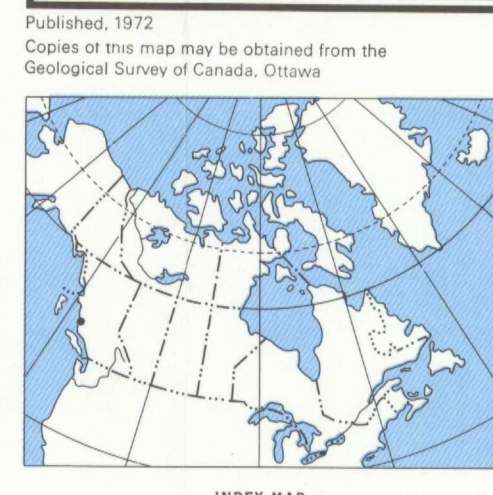 Published, 1972
Copies of this map may be obtained from the
Geological Survey of Canada, Ottawa
INDEX MAP